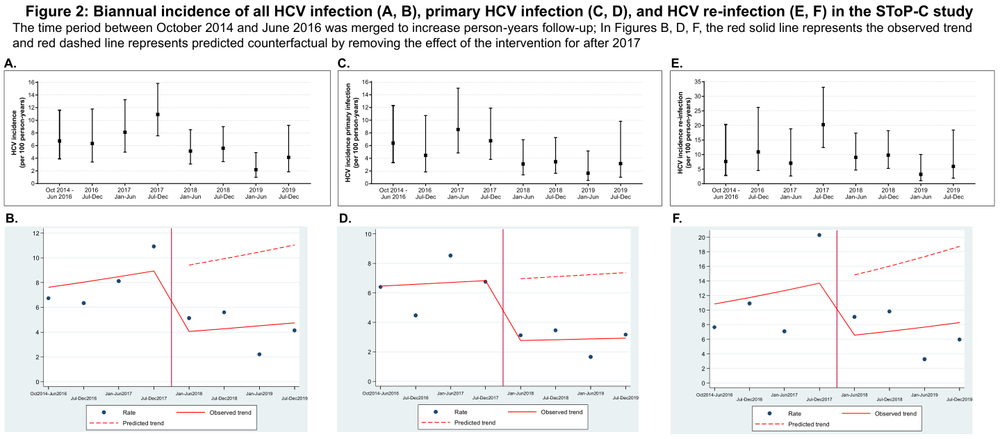 Figure 2: Biannual incidence of all HCV infection (A, B), primary HCV infection (C, D), and HCV re-infection (E, F) in the SToP-C study
The time period between October 2014 and June 2016 was merged to increase person-years follow-up; In Figures B, D, F, the red solid line represents the observed trend
and red dashed line represents predicted counterfactual by removing the effect of the intervention for after 2017
A.
HCV incidence
(per 100 person-years)
16
14
12
10
8
6
4
2
0
Oct 2014 - 2016 2017 2017 2018 2018 2019 2019
Jun 2016 Jul-Dec Jan-Jun Jul-Dec Jan-Jun Jul-Dec Jan-Jun Jul-Dec
C.
HCV incidence primary infection
(per 100 person-years)
16
14
12
10
8
6
4
2
0
Oct 2014 - 2016 2017 2017 2018 2018 2019 2019
Jun 2016 Jul-Dec Jan-Jun Jul-Dec Jan-Jun Jul-Dec Jan-Jun Jul-Dec
E.
HCV incidence re-infection
(per 100 person-years)
35
30
25
20
15
10
5
0
Oct 2014 - 2016 2017 2017 2018 2018 2019 2019
Jun 2016 Jul-Dec Jan-Jun Jul-Dec Jan-Jun Jul-Dec Jan-Jun Jul-Dec
B.
12
10
8
6
4
2
0
Oct2014-Jun2016 Jan-Jun2017 Jan-Jun2018 Jan-Jun2019
Jul-Dec2016 Jul-Dec2017 Jul-Dec2018 Jul-Dec2019
Rate Observed trend
Predicted trend
D.
10
8
6
4
2
0
Oct2014-Jun2016 Jan-Jun2017 Jan-Jun2018 Jan-Jun2019
Jul-Dec2016 Jul-Dec2017 Jul-Dec2018 Jul-Dec2019
Rate Observed trend
Predicted trend
F.
20
18
16
14
12
10
8
6
4
2
0
Oct2014-Jun2016 Jan-Jun2017 Jan-Jun2018 Jan-Jun2019
Jul-Dec2016 Jul-Dec2017 Jul-Dec2018 Jul-Dec2019
Rate Observed trend
Predicted trend